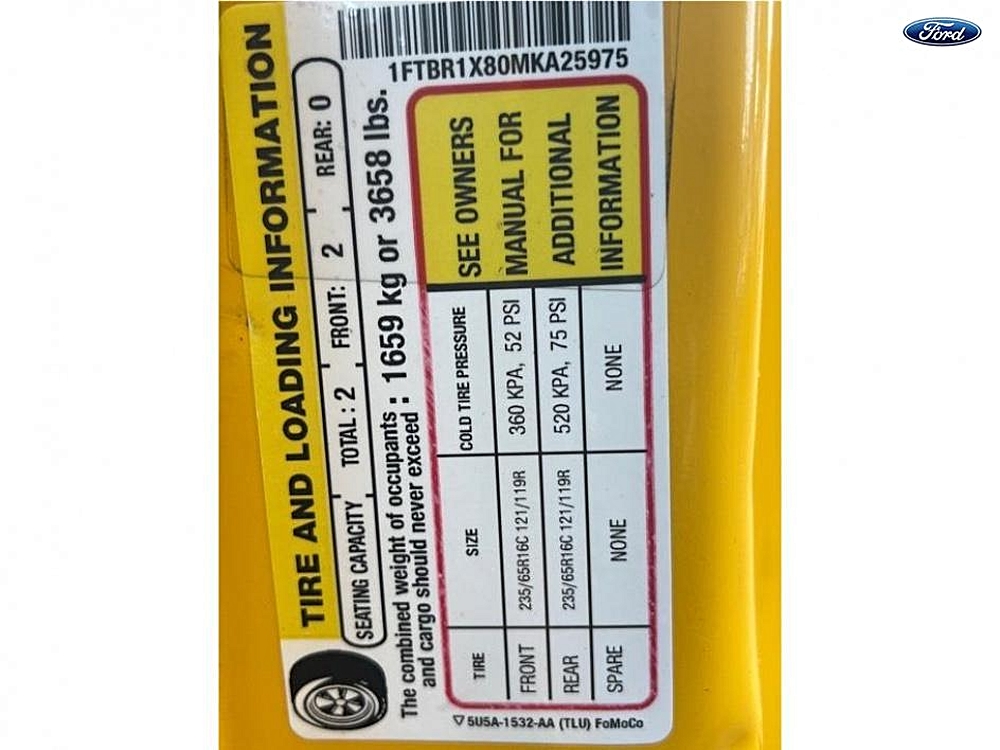 Ford
1FTBR1X80MKA25975
TIRE AND LOADING INFORMATION
SEATING CAPACITY TOTAL : 2 FRONT: 2 REAR: 0
The combined weight of occupants : 1659 kg or 3658 lbs.
and cargo should never exceed :
TIRE SIZE COLD TIRE PRESSURE
FRONT 235/65R16C 121/119R 360 KPA, 52 PSI
REAR 235/65R16C 121/119R 520 KPA, 75 PSI
SPARE NONE NONE
SEE OWNERS
MANUAL FOR
ADDITIONAL
INFORMATION
5U5A-1532-AA (TLU) FoMoCo